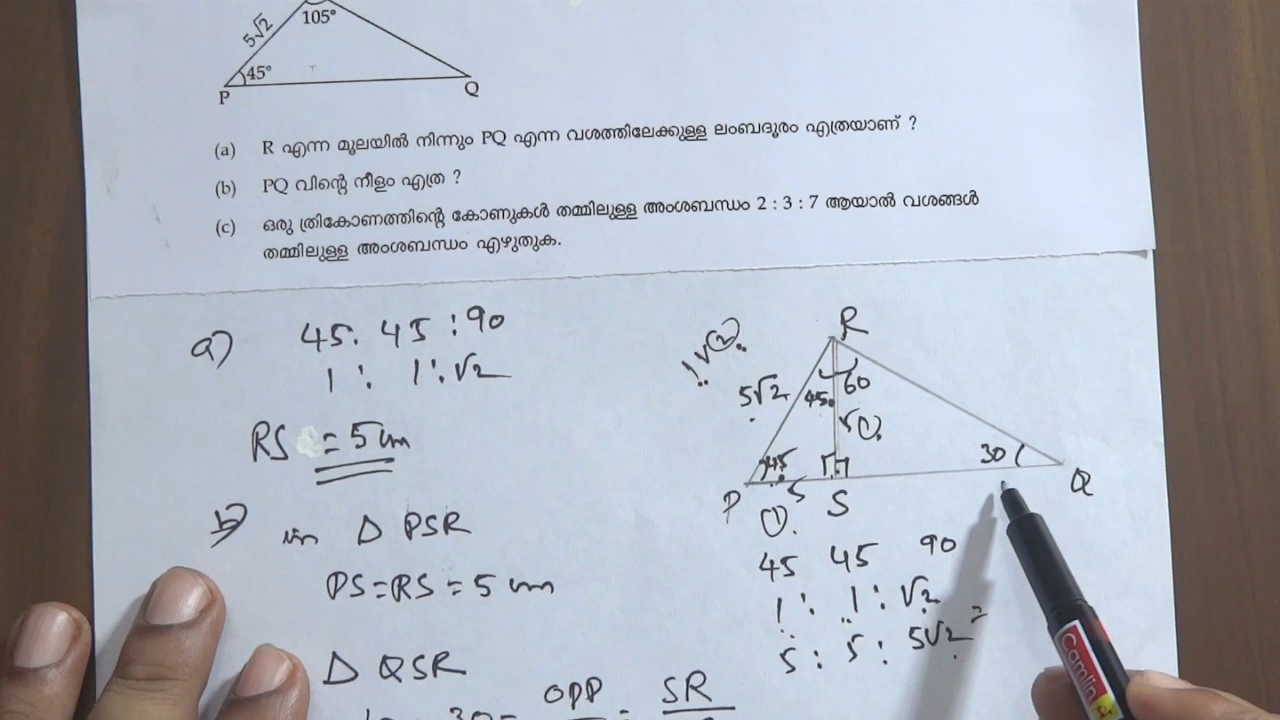 105°
5√2
45°
P
Q
(a) R എന്ന മൂലയിൽ നിന്നും PQ എന്ന വശത്തിലേക്കുള്ള ലംബദൂരം എത്രയാണ് ?
(b) PQ വിന്റെ നീളം എത്ര ?
(c) ഒരു ത്രികോണത്തിന്റെ കോണുകൾ തമ്മിലുള്ള അംശബന്ധം 2 : 3 : 7 ആയാൽ വശങ്ങൾ
തമ്മിലുള്ള അംശബന്ധം എഴുതുക.
a) 45: 45 : 90
1 : 1 : √2
RS = 5 cm
b) in Δ PSR
PS = RS = 5 cm
Δ QSR
30 = opp = SR
R
5√2
45
60
45
30
P
5
S
Q
45 45 90
1 : 1 : √2
5 : 5 : 5√2
Camlin